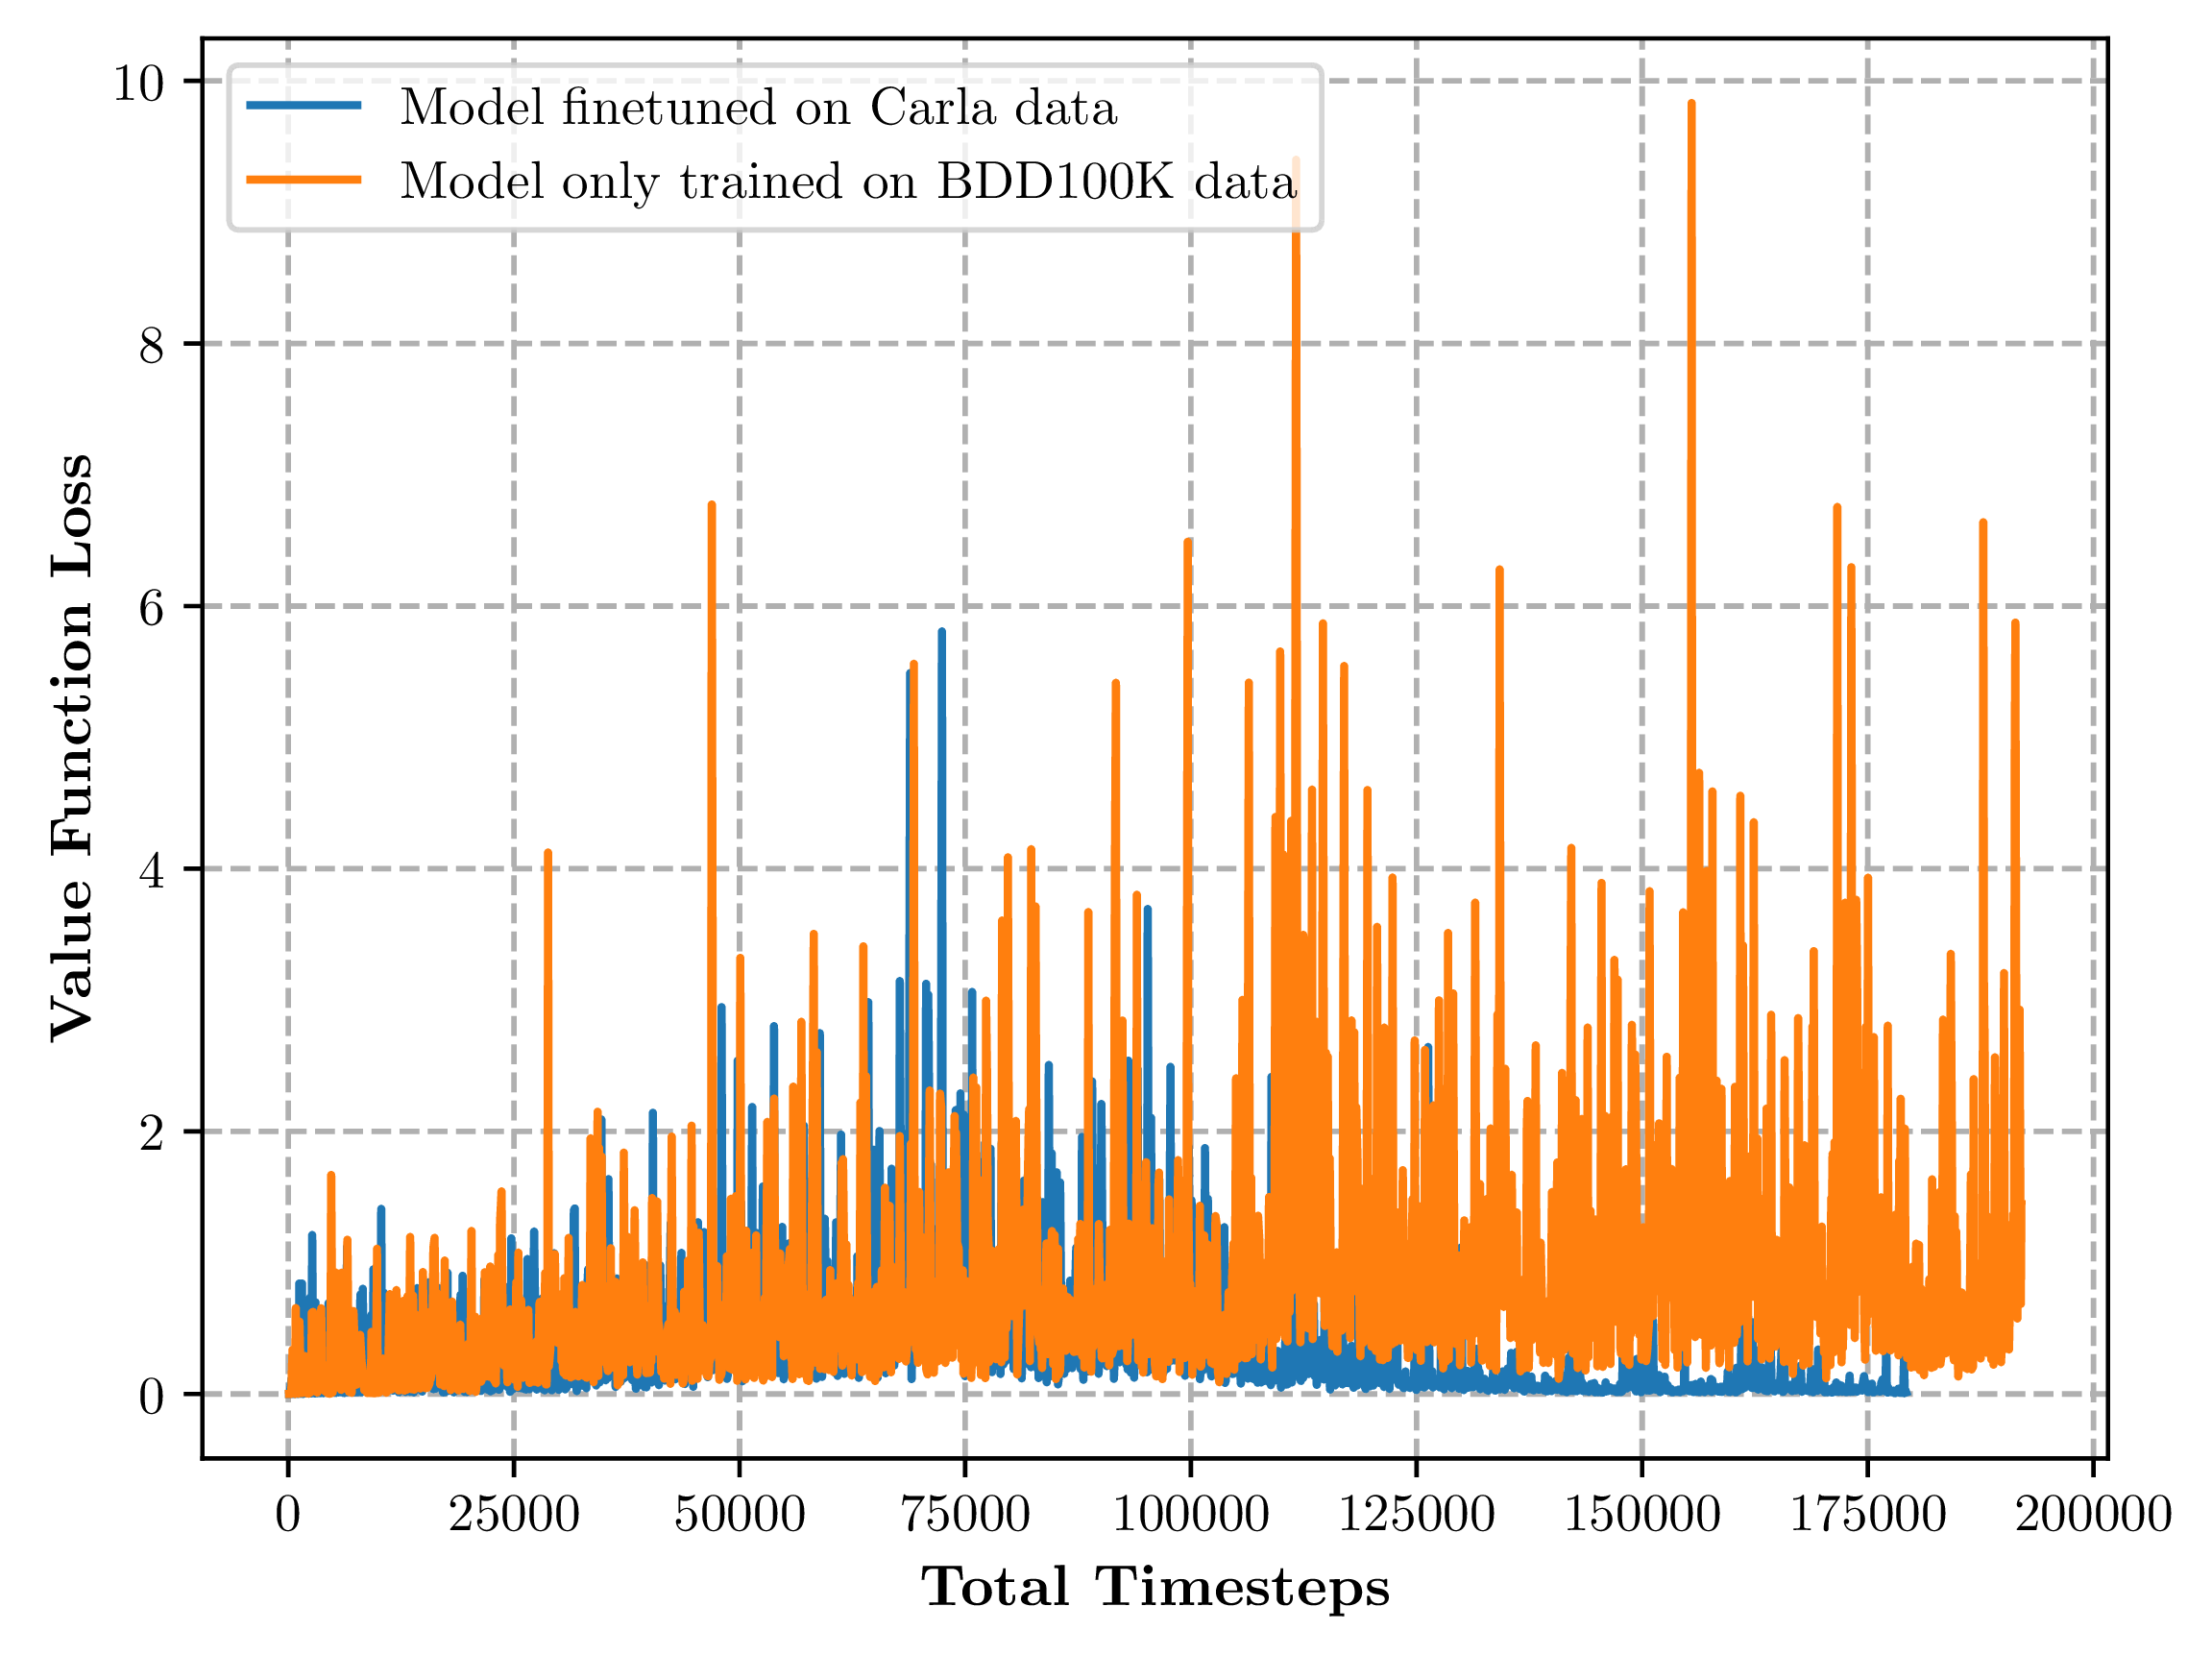 Model finetuned on Carla data
Model only trained on BDD100K data
Value Function Loss
10
8
6
4
2
0
0 25000 50000 75000 100000 125000 150000 175000 200000
Total Timesteps